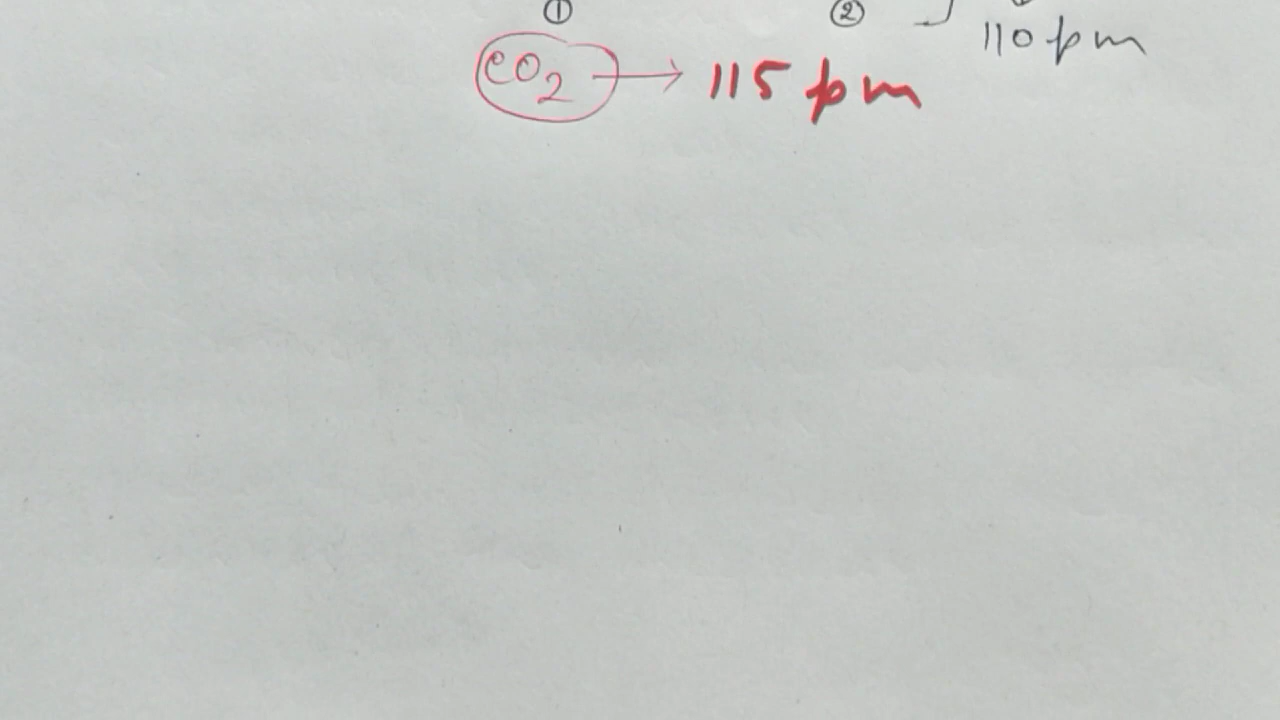 ① ②
110 pm
CO2 → 115 pm